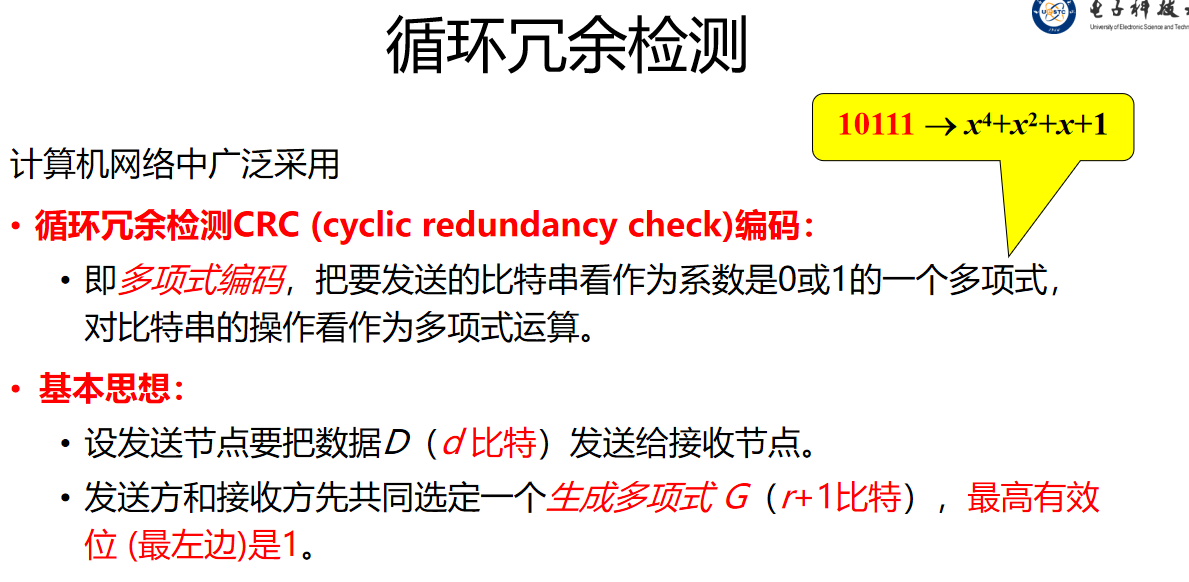 电子科技
University of Electronic Science and Techn
循环冗余检测
10111 → x⁴+x²+x+1
计算机网络中广泛采用
• 循环冗余检测CRC (cyclic redundancy check)编码：
• 即多项式编码，把要发送的比特串看作为系数是0或1的一个多项式，
对比特串的操作看作为多项式运算。
• 基本思想：
• 设发送节点要把数据D（d 比特）发送给接收节点。
• 发送方和接收方先共同选定一个生成多项式 G（r+1比特），最高有效
位 (最左边)是1。